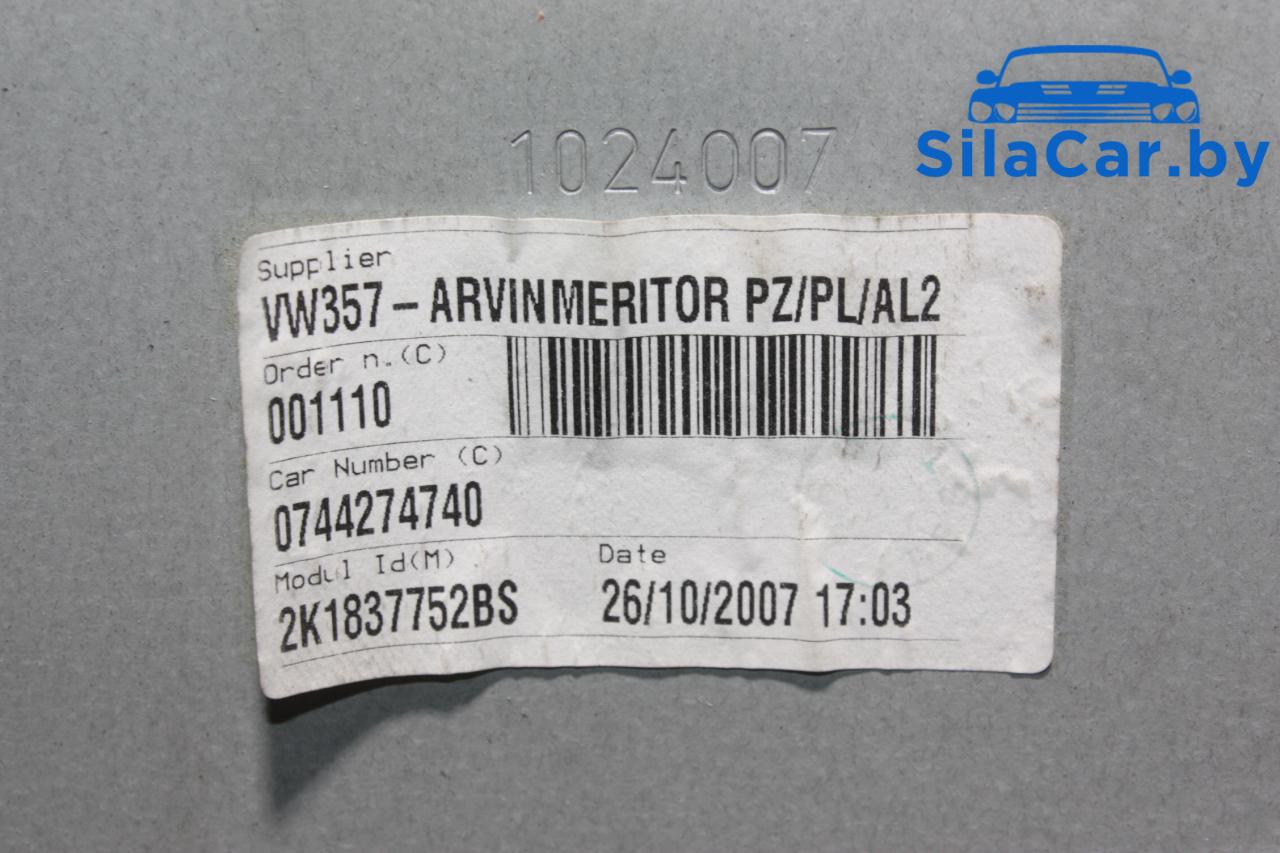 SilaCar.by
1024007
Supplier
VW357-ARVINMERITOR PZ/PL/AL2
Order n.(C)
001110
Car Number (C)
0744274740
Modul Id(M) Date
2K1837752BS 26/10/2007 17:03